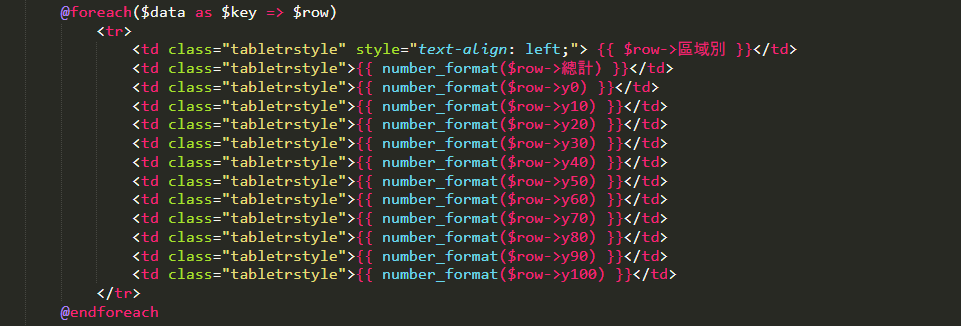 @foreach($data as $key => $row)
<tr>
<td class="tabletrstyle" style="text-align: left;"> {{ $row->區域別 }}</td>
<td class="tabletrstyle">{{ number_format($row->總計) }}</td>
<td class="tabletrstyle">{{ number_format($row->y0) }}</td>
<td class="tabletrstyle">{{ number_format($row->y10) }}</td>
<td class="tabletrstyle">{{ number_format($row->y20) }}</td>
<td class="tabletrstyle">{{ number_format($row->y30) }}</td>
<td class="tabletrstyle">{{ number_format($row->y40) }}</td>
<td class="tabletrstyle">{{ number_format($row->y50) }}</td>
<td class="tabletrstyle">{{ number_format($row->y60) }}</td>
<td class="tabletrstyle">{{ number_format($row->y70) }}</td>
<td class="tabletrstyle">{{ number_format($row->y80) }}</td>
<td class="tabletrstyle">{{ number_format($row->y90) }}</td>
<td class="tabletrstyle">{{ number_format($row->y100) }}</td>
</tr>
@endforeach